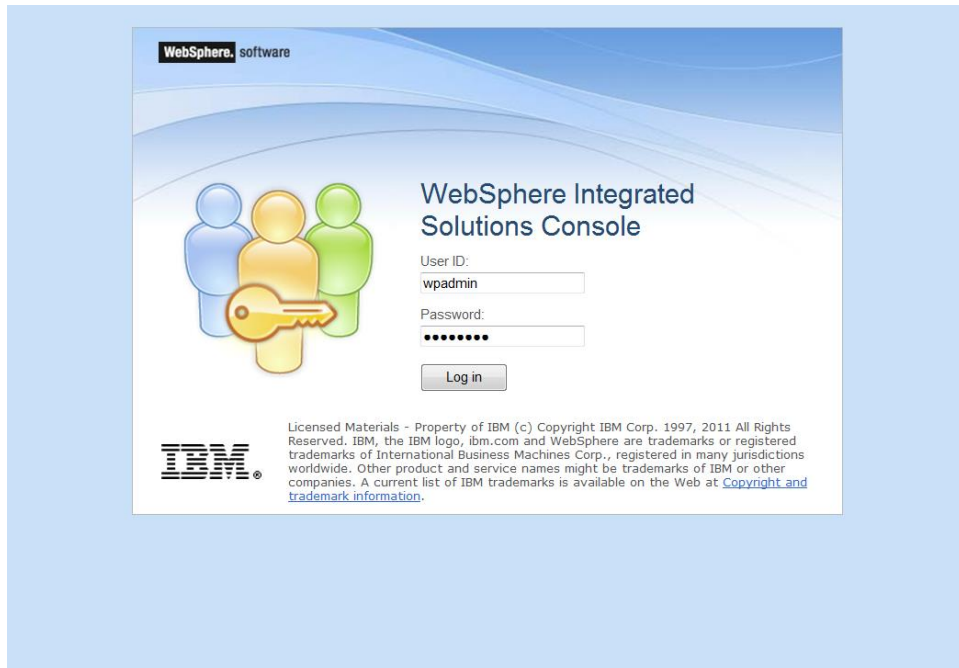 WebSphere. software
WebSphere Integrated
Solutions Console
User ID:
wpadmin
Password:
••••••••
Log in
IBM®
Licensed Materials - Property of IBM (c) Copyright IBM Corp. 1997, 2011 All Rights
Reserved. IBM, the IBM logo, ibm.com and WebSphere are trademarks or registered
trademarks of International Business Machines Corp., registered in many jurisdictions
worldwide. Other product and service names might be trademarks of IBM or other
companies. A current list of IBM trademarks is available on the Web at Copyright and
trademark information.